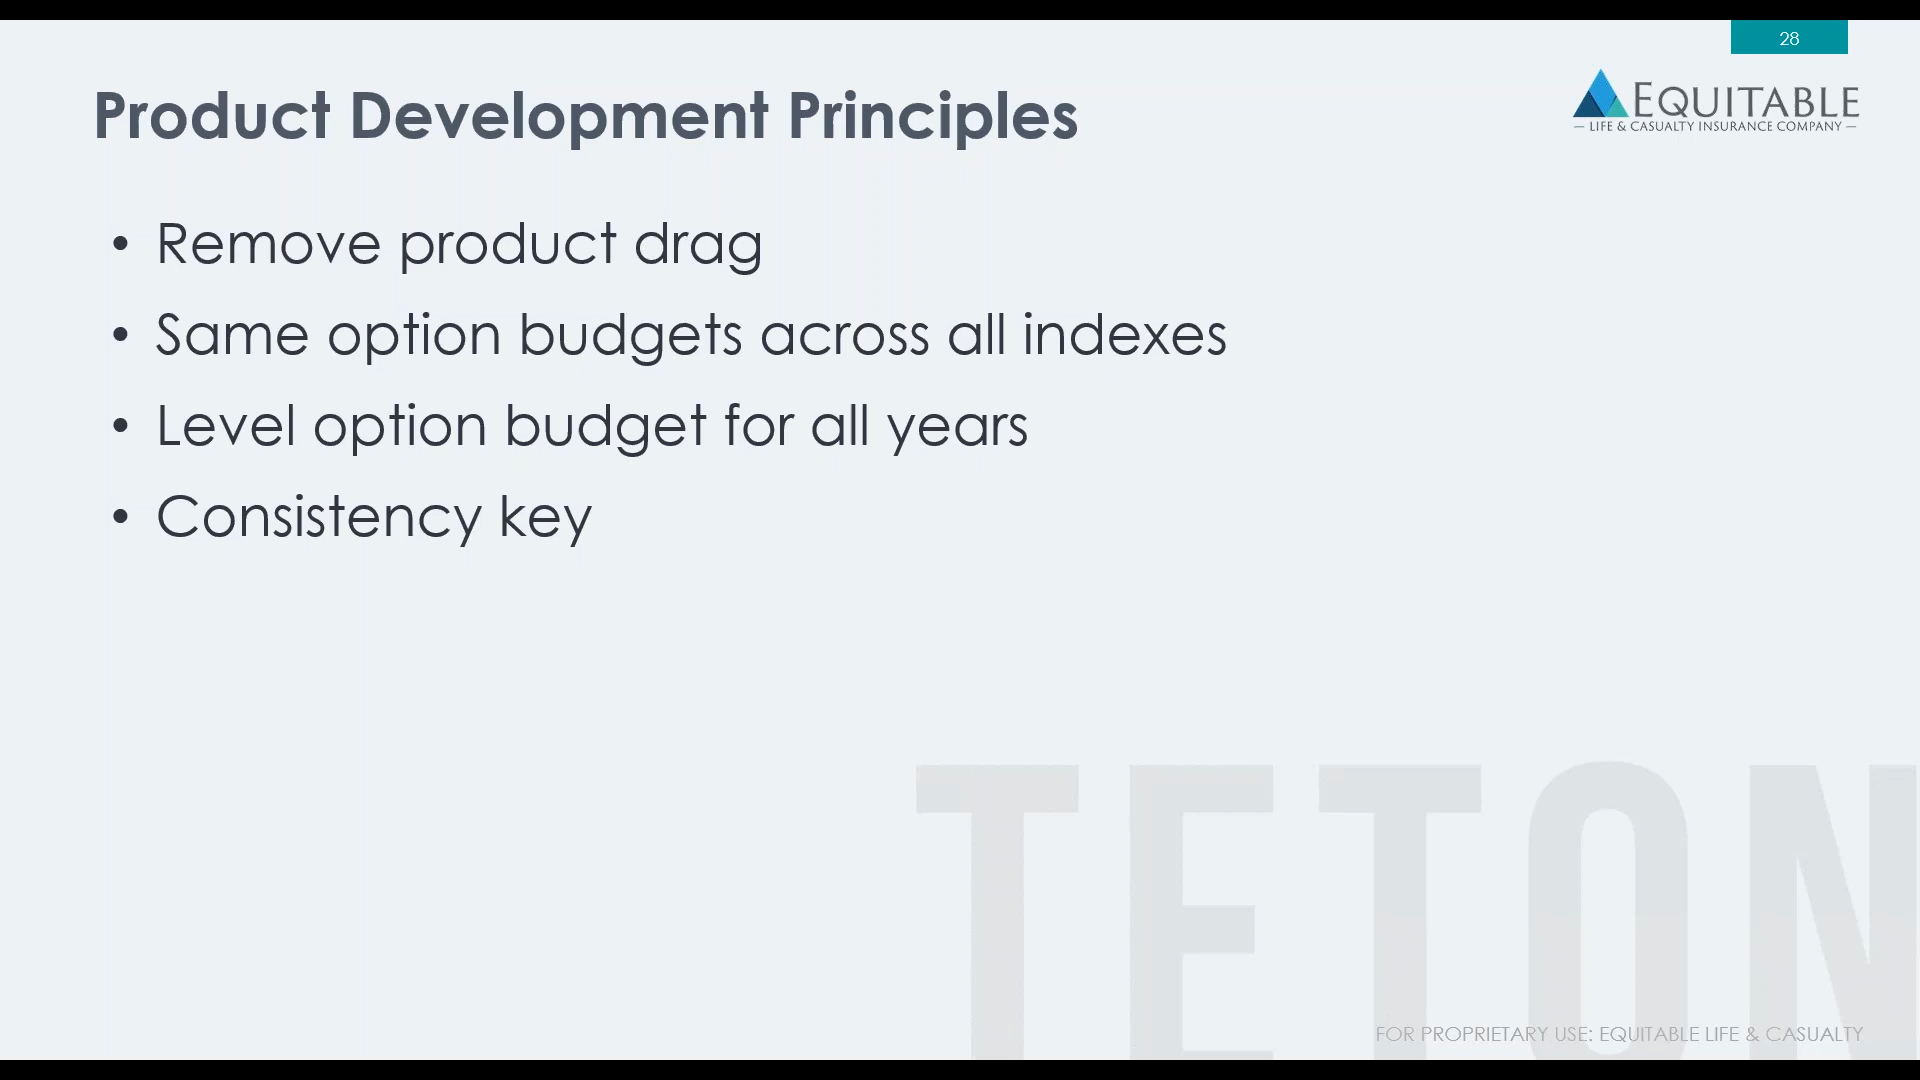 28
EQUITABLE
LIFE & CASUALTY INSURANCE COMPANY
Product Development Principles
• Remove product drag
• Same option budgets across all indexes
• Level option budget for all years
• Consistency key
TETON
FOR PROPRIETARY USE: EQUITABLE LIFE & CASUALTY